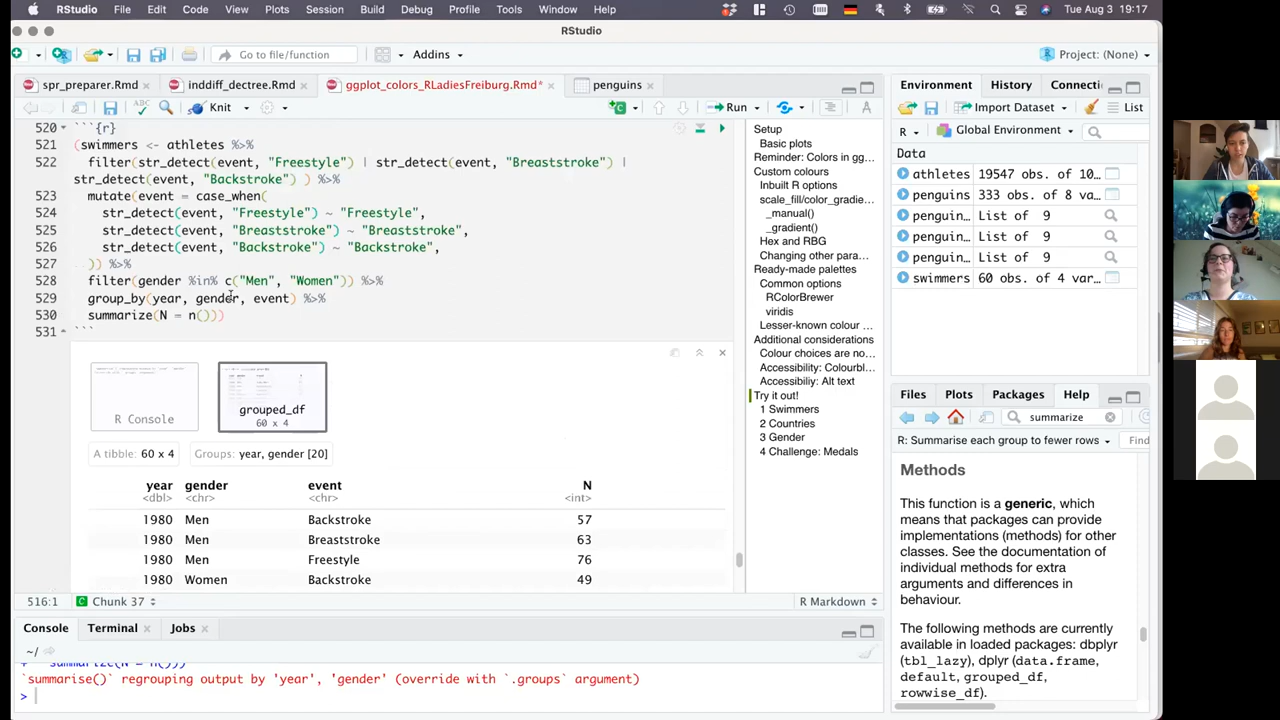 RStudio File Edit Code View Plots Session Build Debug Profile Tools Window Help Tue Aug 3 19:17
RStudio
Go to file/function Addins Project: (None)
spr_preparer.Rmd inddiff_dectree.Rmd ggplot_colors_RLadiesFreiburg.Rmd* penguins
Knit Run
520 ```{r}
521 (swimmers <- athletes %>%
522 filter(str_detect(event, "Freestyle") | str_detect(event, "Breaststroke") |
str_detect(event, "Backstroke") ) %>%
523 mutate(event = case_when(
524 str_detect(event, "Freestyle") ~ "Freestyle",
525 str_detect(event, "Breaststroke") ~ "Breaststroke",
526 str_detect(event, "Backstroke") ~ "Backstroke",
527 )) %>%
528 filter(gender %in% c("Men", "Women")) %>%
529 group_by(year, gender, event) %>%
530 summarize(N = n()))
531 ```
R Console
grouped_df
60 x 4
A tibble: 60 x 4 Groups: year, gender [20]
year gender event N
<dbl> <chr> <chr> <int>
1980 Men Backstroke 57
1980 Men Breaststroke 63
1980 Men Freestyle 76
1980 Women Backstroke 49
516:1 Chunk 37 R Markdown
Setup
Basic plots
Reminder: Colors in gg...
Custom colours
Inbuilt R options
scale_fill/color_gradie...
_manual()
_gradient()
Hex and RBG
Changing other para...
Ready-made palettes
Common options
RColorBrewer
viridis
Lesser-known colour ...
Additional considerations
Colour choices are no...
Accessibility: Colourbl...
Accessibiliy: Alt text
Try it out!
1 Swimmers
2 Countries
3 Gender
4 Challenge: Medals
Console Terminal Jobs
~/
+ summarize(N = n()))
`summarise()` regrouping output by 'year', 'gender' (override with `.groups` argument)
>
Environment History Connecti
Import Dataset List
R Global Environment
Data
athletes 19547 obs. of 10...
penguins 333 obs. of 8 va...
penguin... List of 9
penguin... List of 9
penguin... List of 9
swimmers 60 obs. of 4 var...
Files Plots Packages Help
summarize
R: Summarise each group to fewer rows Find
Methods
This function is a generic, which
means that packages can provide
implementations (methods) for other
classes. See the documentation of
individual methods for extra
arguments and differences in
behaviour.
The following methods are currently
available in loaded packages: dbplyr
(tbl_lazy), dplyr (data.frame,
default, grouped_df,
rowwise_df).